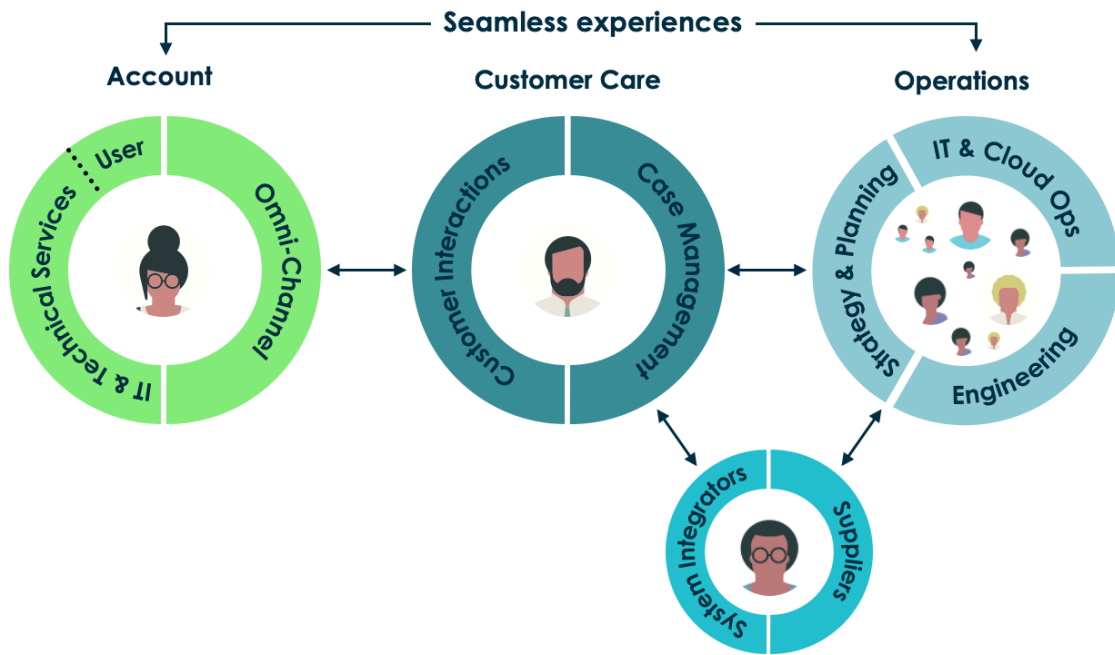 Seamless experiences
Account
Customer Care
Operations
User
IT & Technical Services
Omni-Channel
Customer Interactions
Case Management
Strategy & Planning
IT & Cloud Ops
Engineering
System Integrators
Suppliers